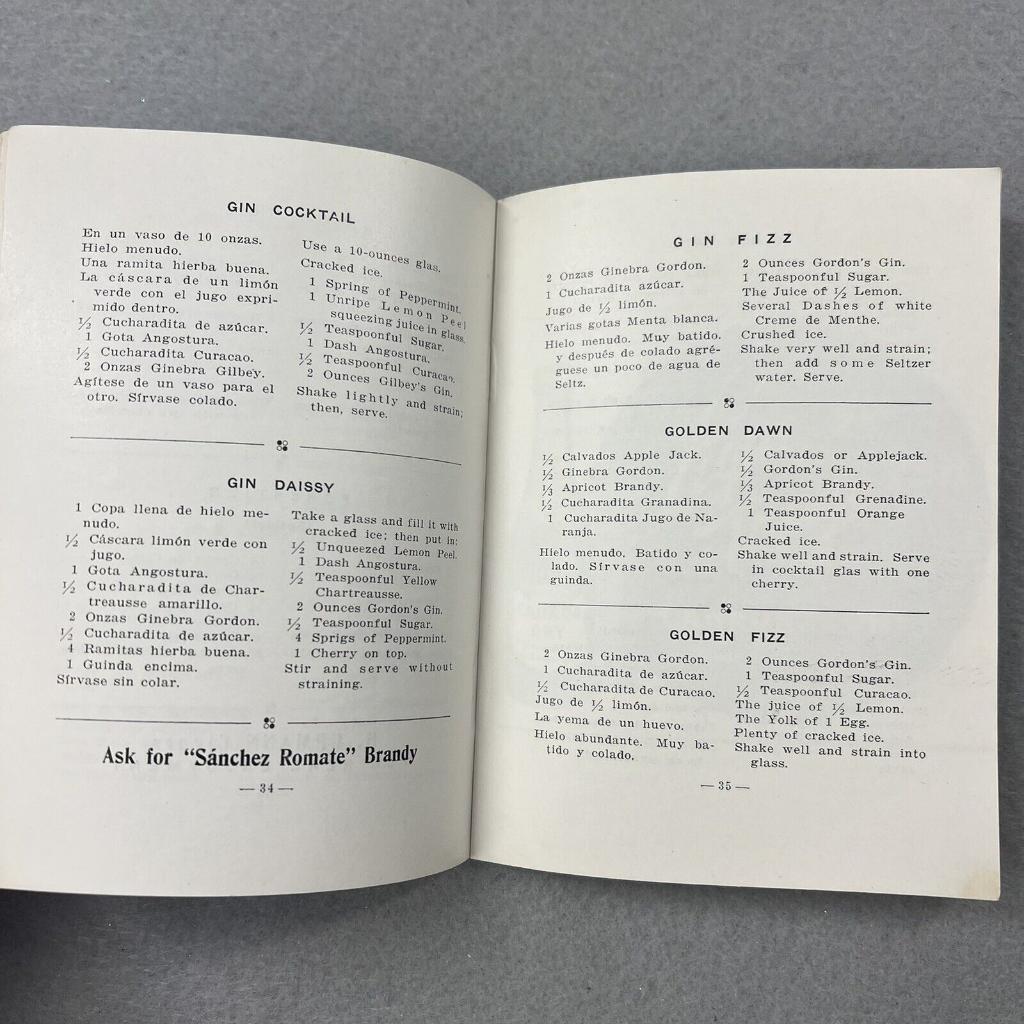 GIN COCKTAIL
En un vaso de 10 onzas.
Hielo menudo.
Una ramita hierba buena.
La cáscara de un limón
verde con el jugo expri-
mido dentro.
½ Cucharadita de azúcar.
1 Gota Angostura.
½ Cucharadita Curacao.
2 Onzas Ginebra Gilbey.
Agítese de un vaso para el
otro. Sírvase colado.
Use a 10-ounces glas.
Cracked ice.
1 Spring of Peppermint.
1 Unripe Lemon Peel
squeezing juice in glass.
½ Teaspoonful Sugar.
1 Dash Angostura.
½ Teaspoonful Curacao.
2 Ounces Gilbey's Gin.
Shake lightly and strain;
then, serve.
GIN DAISSY
1 Copa llena de hielo me-
nudo.
½ Cáscara limón verde con
jugo.
1 Gota Angostura.
½ Cucharadita de Char-
treausse amarillo.
2 Onzas Ginebra Gordon.
½ Cucharadita de azúcar.
4 Ramitas hierba buena.
1 Guinda encima.
Sírvase sin colar.
Take a glass and fill it with
cracked ice; then put in:
½ Unqueezed Lemon Peel.
1 Dash Angostura.
½ Teaspoonful Yellow
Chartreausse.
2 Ounces Gordon's Gin.
½ Teaspoonful Sugar.
4 Sprigs of Peppermint.
1 Cherry on top.
Stir and serve without
straining.
Ask for "Sánchez Romate" Brandy
— 34 —
GIN FIZZ
2 Onzas Ginebra Gordon.
1 Cucharadita azúcar.
Jugo de ½ limón.
Varias gotas Menta blanca.
Hielo menudo. Muy batido.
y después de colado agré-
guese un poco de agua de
Seltz.
2 Ounces Gordon's Gin.
1 Teaspoonful Sugar.
The Juice of ½ Lemon.
Several Dashes of white
Creme de Menthe.
Crushed ice.
Shake very well and strain;
then add some Seltzer
water. Serve.
GOLDEN DAWN
½ Calvados Apple Jack.
½ Ginebra Gordon.
⅓ Apricot Brandy.
½ Cucharadita Granadina.
1 Cucharadita Jugo de Na-
ranja.
Hielo menudo. Batido y co-
lado. Sírvase con una
guinda.
½ Calvados or Applejack.
½ Gordon's Gin.
⅓ Apricot Brandy.
½ Teaspoonful Grenadine.
1 Teaspoonful Orange
Juice.
Cracked ice.
Shake well and strain. Serve
in cocktail glas with one
cherry.
GOLDEN FIZZ
2 Onzas Ginebra Gordon.
1 Cucharadita de azúcar.
½ Cucharadita de Curacao.
Jugo de ½ limón.
La yema de un huevo.
Hielo abundante. Muy ba-
tido y colado.
2 Ounces Gordon's Gin.
1 Teaspoonful Sugar.
½ Teaspoonful Curacao.
The juice of ½ Lemon.
The Yolk of 1 Egg.
Plenty of cracked ice.
Shake well and strain into
glass.
— 35 —